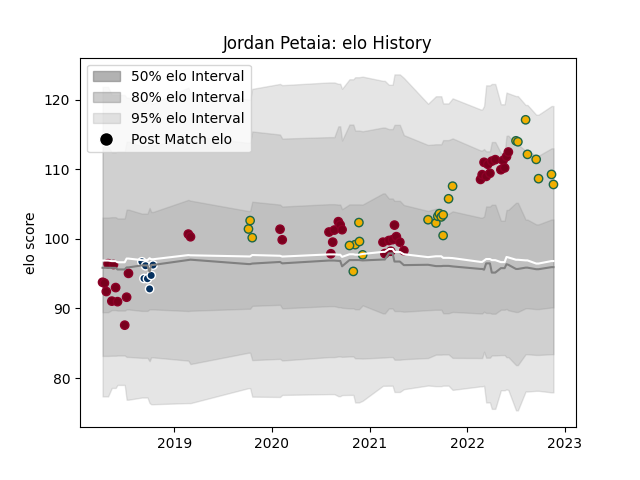 Jordan Petaia: elo History
50% elo Interval
80% elo Interval
95% elo Interval
Post Match elo
elo score
120
110
100
90
80
2019
2020
2021
2022
2023